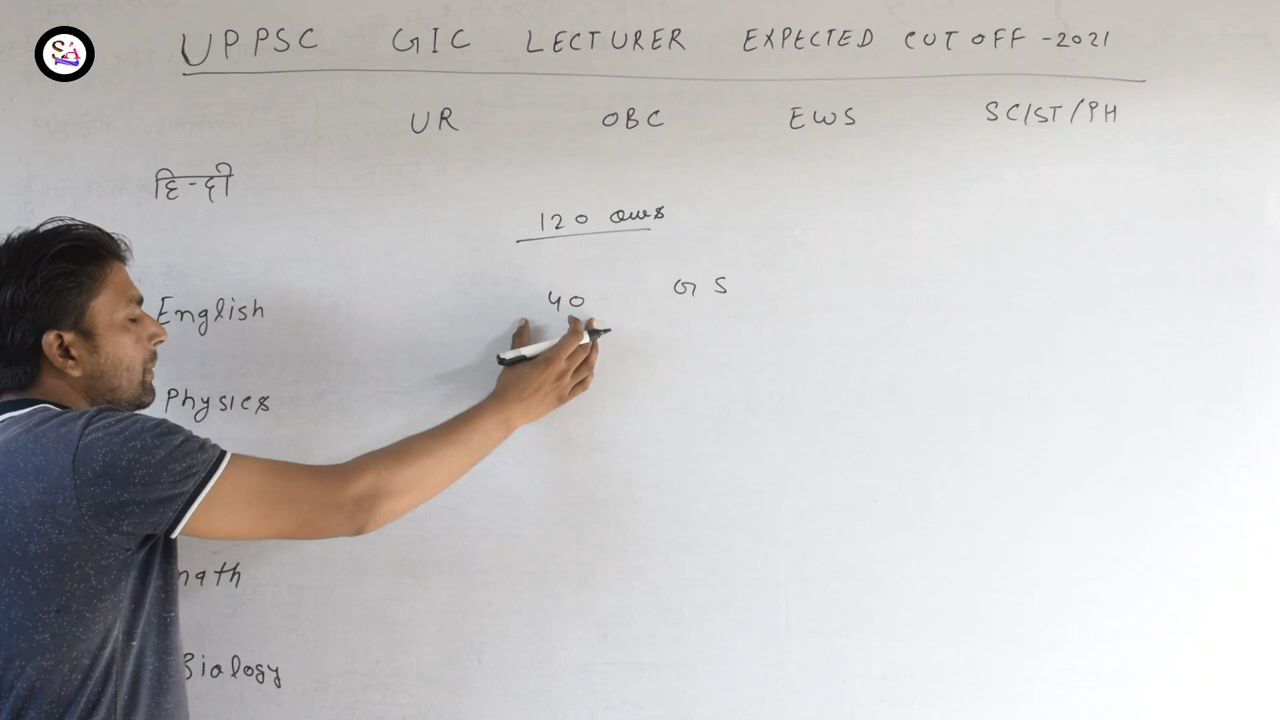 SA
UPPSC GIC LECTURER EXPECTED CUT OFF -2021
UR OBC EWS SC/ST/PH
हिन्दी
120 Ques
40 GS
English
Physics
math
Biology